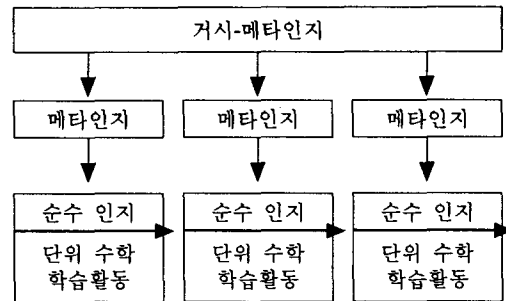 거시-메타인지
메타인지 메타인지 메타인지
순수 인지 순수 인지 순수 인지
단위 수학 단위 수학 단위 수학
학습활동 학습활동 학습활동